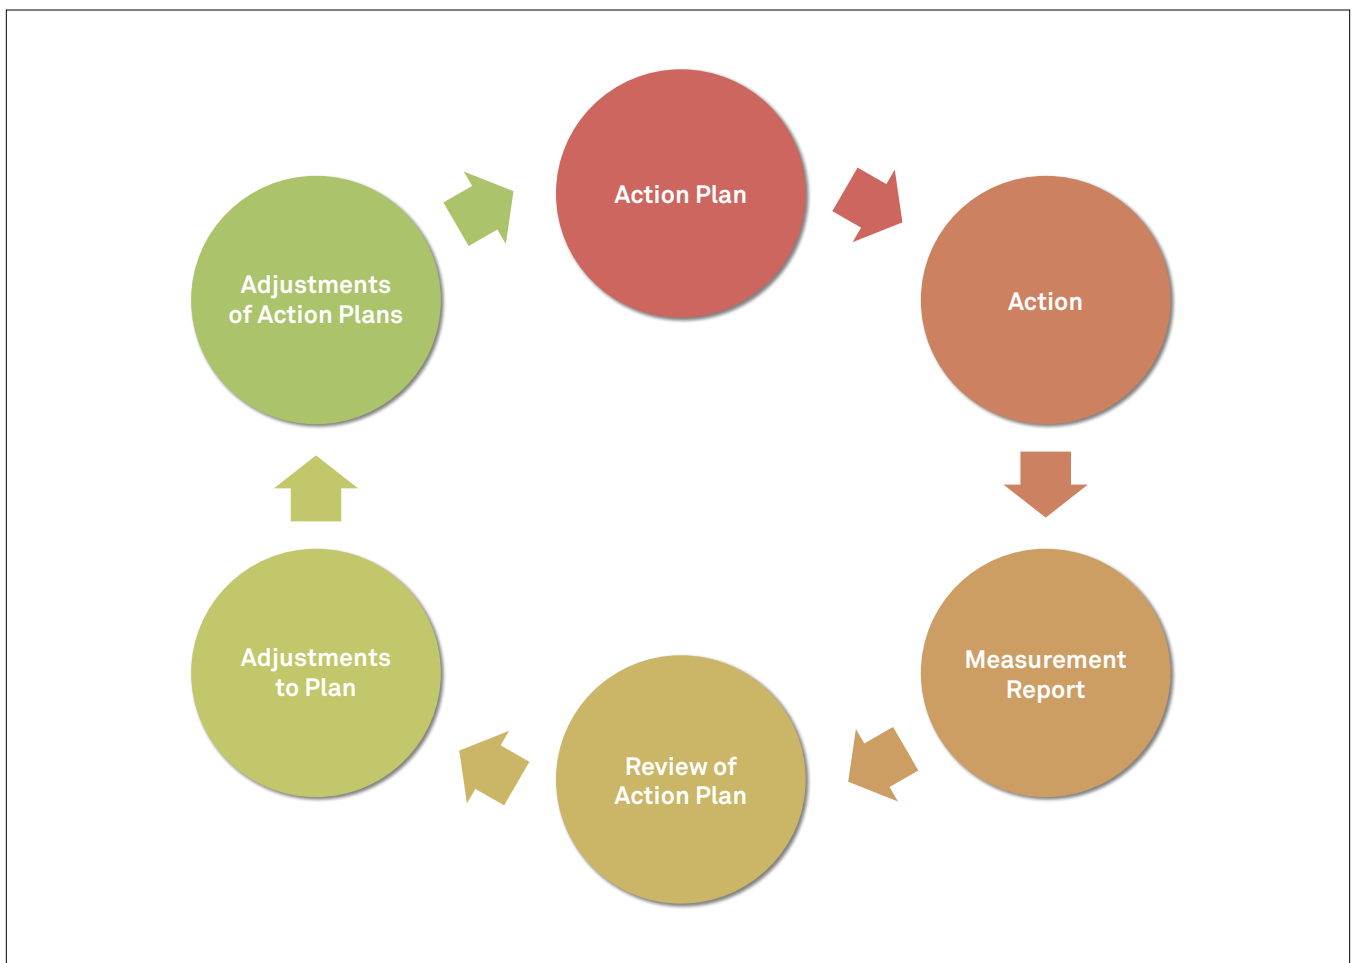 Action Plan
Action
Measurement
Report
Review of
Action Plan
Adjustments
to Plan
Adjustments
of Action Plans